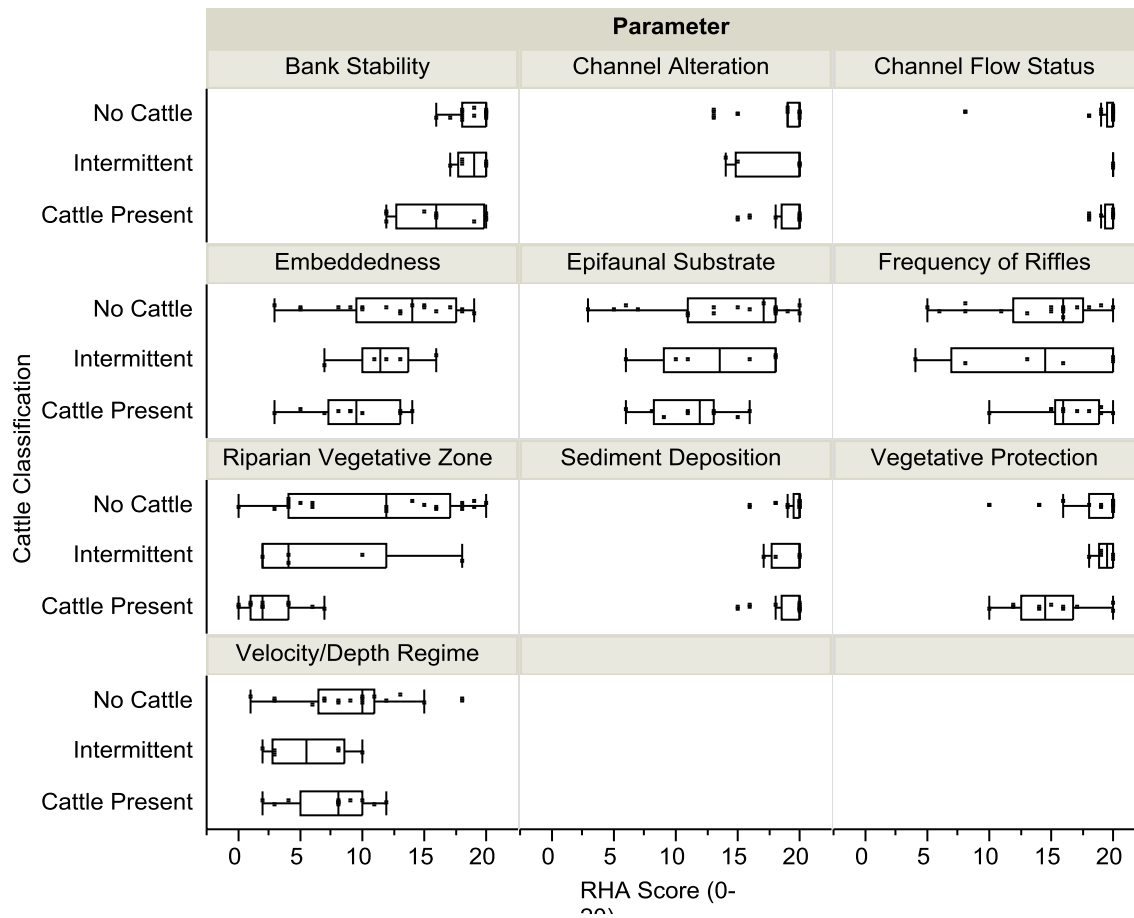 Parameter
Bank Stability
Channel Alteration
Channel Flow Status
No Cattle
Intermittent
Cattle Present
Embeddedness
Epifaunal Substrate
Frequency of Riffles
No Cattle
Intermittent
Cattle Present
Riparian Vegetative Zone
Sediment Deposition
Vegetative Protection
No Cattle
Intermittent
Cattle Present
Velocity/Depth Regime
No Cattle
Intermittent
Cattle Present
Cattle Classification
0 5 10 15 20
0 5 10 15 20
0 5 10 15 20
RHA Score (0-
20)